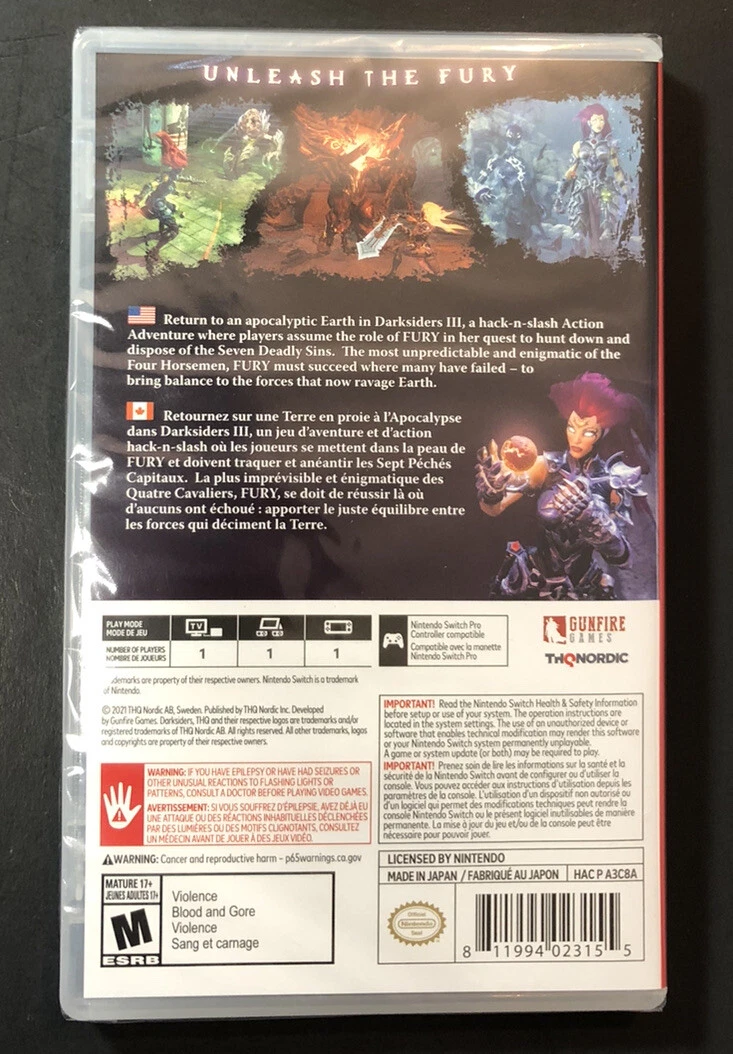 UNLEASH THE FURY
Return to an apocalyptic Earth in Darksiders III, a hack-n-slash Action
Adventure where players assume the role of FURY in her quest to hunt down and
dispose of the Seven Deadly Sins. The most unpredictable and enigmatic of the
Four Horsemen, FURY must succeed where many have failed – to
bring balance to the forces that now ravage Earth.
Retournez sur une Terre en proie à l'Apocalypse
dans Darksiders III, un jeu d'aventure et d'action
hack-n-slash où les joueurs se mettent dans la peau de
FURY et doivent traquer et anéantir les Sept Péchés
Capitaux. La plus imprévisible et énigmatique des
Quatre Cavaliers, FURY, se doit de réussir là où
d'aucuns ont échoué : apporter le juste équilibre entre
les forces qui déciment la Terre.
PLAY MODE
MODE DE JEU
TV
NUMBER OF PLAYERS
NOMBRE DE JOUEURS
1
1
1
Nintendo Switch Pro
Controller compatible
Compatible avec la manette
Nintendo Switch Pro
GUNFIRE
GAMES
THQNORDIC
demarks are property of their respective owners. Nintendo Switch is a trademark
of Nintendo.
© 2021 THQ Nordic AB, Sweden. Published by THQ Nordic Inc. Developed
by Gunfire Games. Darksiders, THQ and their respective logos are trademarks and/or
registered trademarks of THQ Nordic AB. All rights reserved. All other trademarks, logos
and copyrights are property of their respective owners.
IMPORTANT! Read the Nintendo Switch Health & Safety Information
before setup or use of your system. The operation instructions are
located in the system settings. The use of an unauthorized device or
software that enables technical modification may render this software
or your Nintendo Switch system permanently unplayable.
A game or system update (or both) may be required to play.
IMPORTANT! Prenez soin de lire les informations sur la santé et la
sécurité de la Nintendo Switch avant de configurer ou d'utiliser la
console. Vous pouvez accéder aux instructions d'utilisation depuis les
paramètres de la console. L'utilisation d'un dispositif non autorisé ou
d'un logiciel qui permet des modifications techniques peut rendre la
console Nintendo Switch ou le présent logiciel inutilisables de manière
permanente. La mise à jour du jeu et/ou de la console peut être
nécessaire pour pouvoir jouer.
WARNING: IF YOU HAVE EPILEPSY OR HAVE HAD SEIZURES OR
OTHER UNUSUAL REACTIONS TO FLASHING LIGHTS OR
PATTERNS, CONSULT A DOCTOR BEFORE PLAYING VIDEO GAMES.
AVERTISSEMENT: SI VOUS SOUFFREZ D'ÉPILEPSIE, AVEZ DÉJÀ EU
UNE ATTAQUE OU DES RÉACTIONS INHABITUELLES DÉCLENCHÉES
PAR DES LUMIÈRES OU DES MOTIFS CLIGNOTANTS, CONSULTEZ
UN MÉDECIN AVANT DE JOUER À DES JEUX VIDÉO.
WARNING: Cancer and reproductive harm - p65warnings.ca.gov
LICENSED BY NINTENDO
MADE IN JAPAN / FABRIQUÉ AU JAPON
HAC P A3C8A
MATURE 17+
JEUNES ADULTES 17+
M
ESRB
Violence
Blood and Gore
Violence
Sang et carnage
Official
Nintendo
Seal
8 11994 02315 5